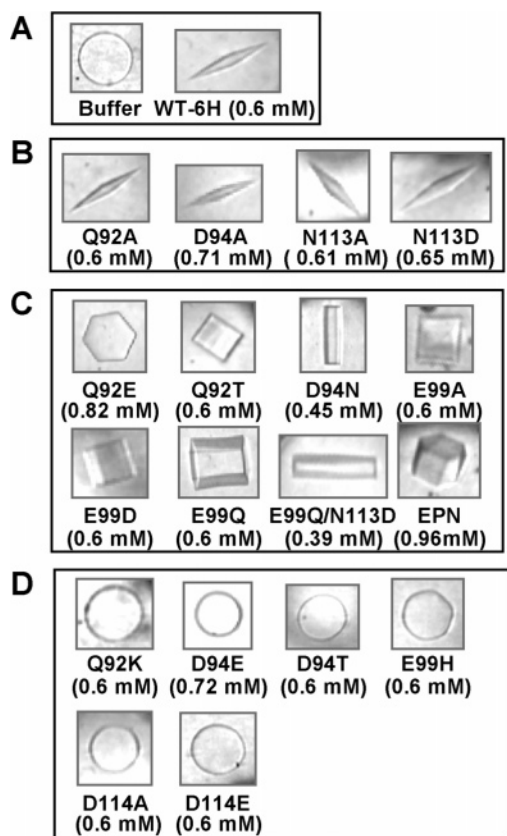 A
Buffer WT-6H (0.6 mM)
B
Q92A D94A N113A N113D
(0.6 mM) (0.71 mM) ( 0.61 mM) (0.65 mM)
C
Q92E Q92T D94N E99A
(0.82 mM) (0.6 mM) (0.45 mM) (0.6 mM)
E99D E99Q E99Q/N113D EPN
(0.6 mM) (0.6 mM) (0.39 mM) (0.96mM)
D
Q92K D94E D94T E99H
(0.6 mM) (0.72 mM) (0.6 mM) (0.6 mM)
D114A D114E
(0.6 mM) (0.6 mM)